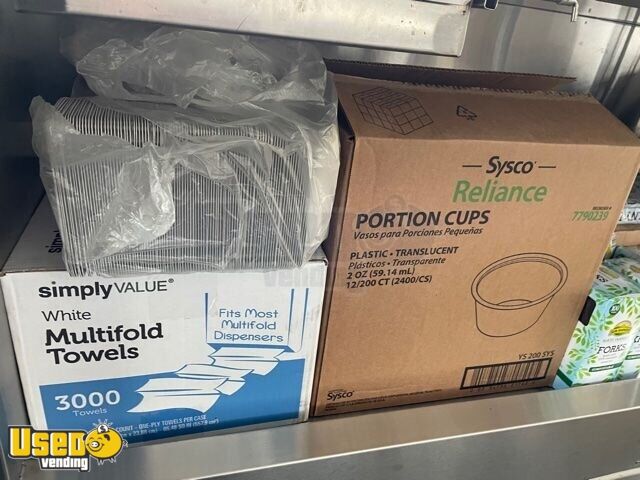 simplyVALUE®
White
Multifold
Towels
3000
Towels
Fits Most
Multifold
Dispensers
Sysco®
Reliance
7790239
PORTION CUPS
Vasos para Porciones Pequeñas
PLASTIC • TRANSLUCENT
Plásticos • Transparente
2 OZ (59.14 mL)
12/200 CT (2400/CS)
YS 200 SYS
Sysco
FORKS
USED
vending